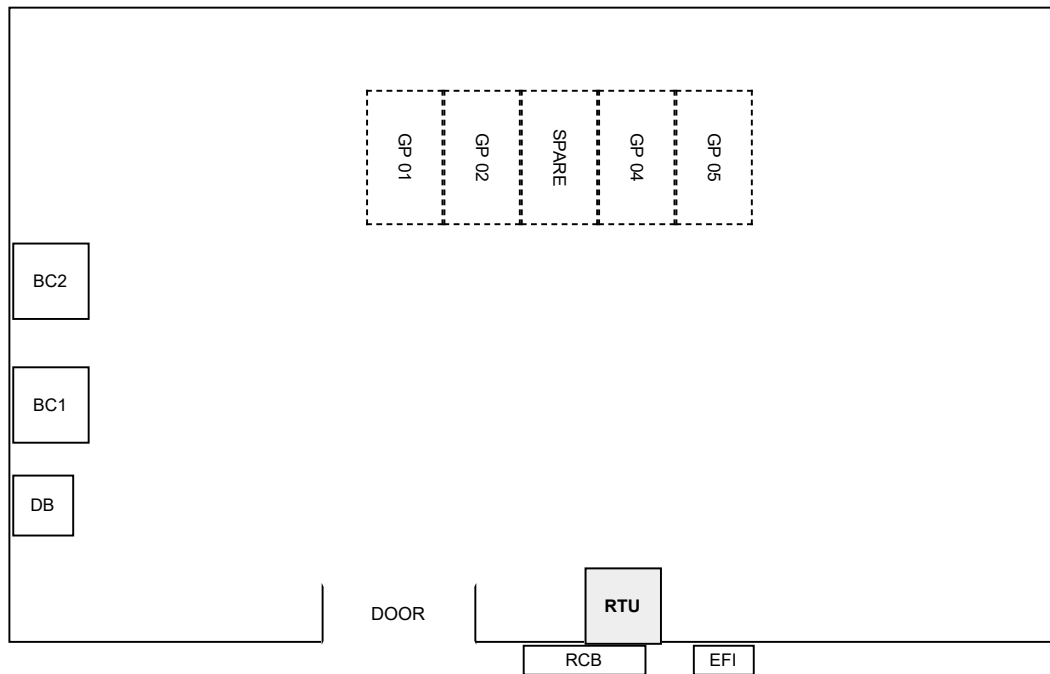 GP 01
GP 02
SPARE
GP 04
GP 05
BC2
BC1
DB
DOOR
RTU
RCB
EFI